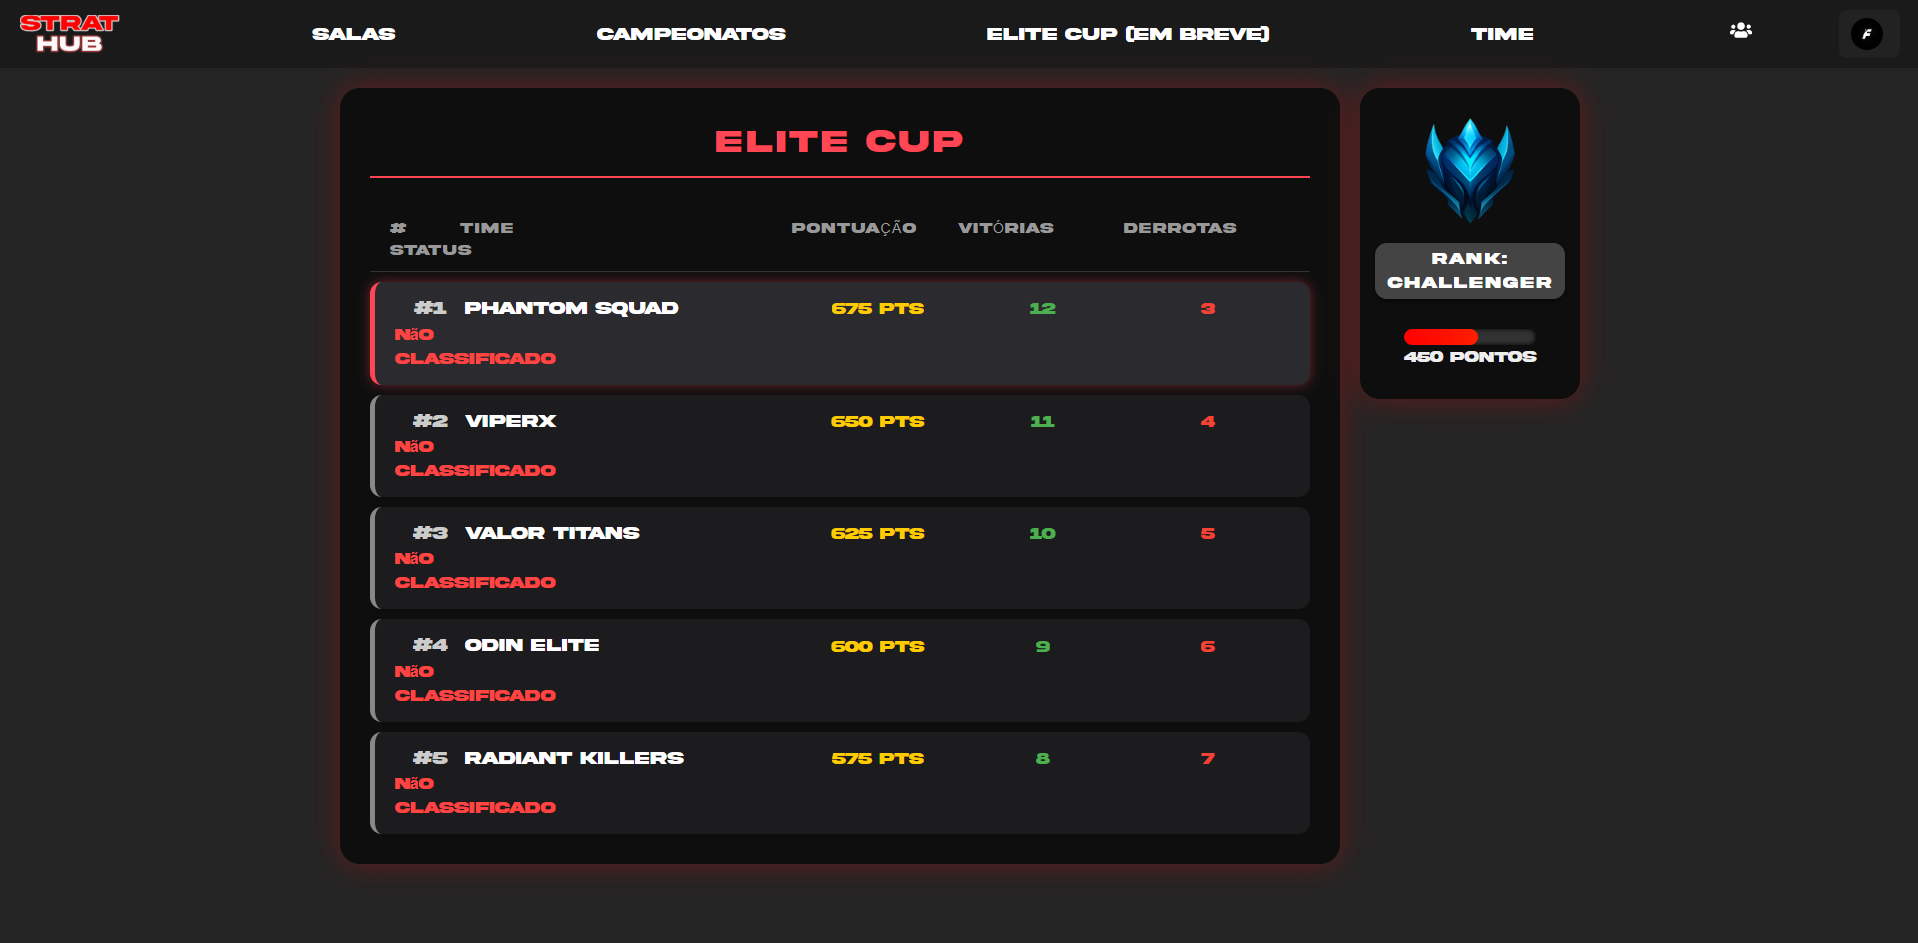 STRAT
HUB
SALAS CAMPEONATOS ELITE CUP (EM BREVE) TIME
ELITE CUP
# TIME PONTUAÇÃO VITÓRIAS DERROTAS
STATUS
#1 PHANTOM SQUAD 675 PTS 12 3
Não
CLASSIFICADO
#2 VIPERX 650 PTS 11 4
Não
CLASSIFICADO
#3 VALOR TITANS 625 PTS 10 5
Não
CLASSIFICADO
#4 ODIN ELITE 600 PTS 9 6
Não
CLASSIFICADO
#5 RADIANT KILLERS 575 PTS 8 7
Não
CLASSIFICADO
RANK:
CHALLENGER
450 PONTOS